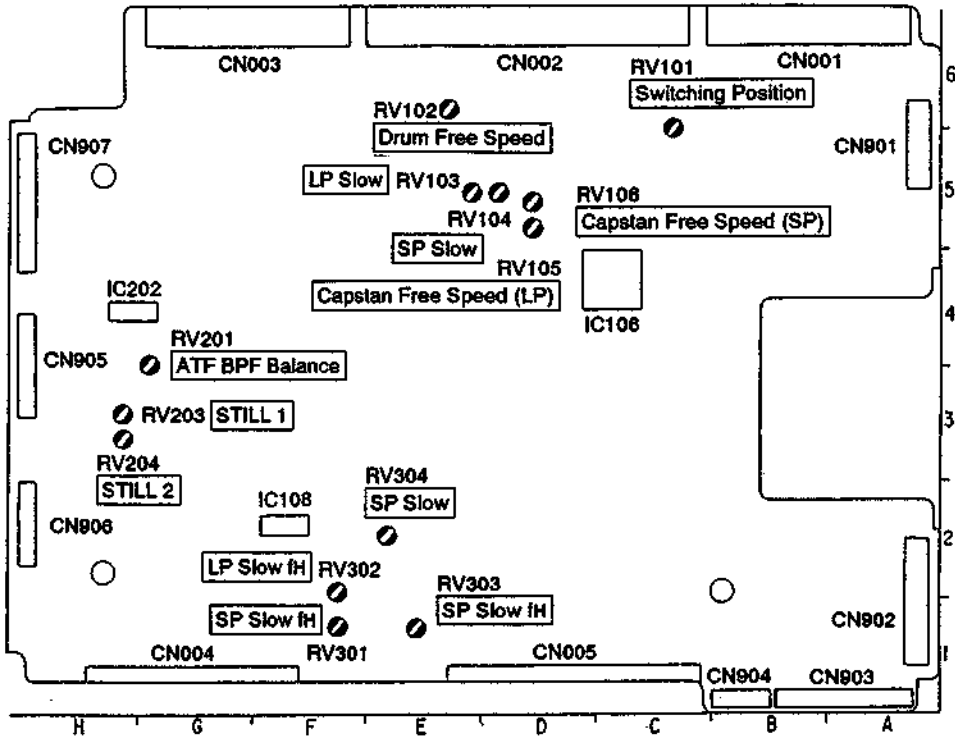 CN003
CN002
CN001
RV101
6
Switching Position
RV102
Drum Free Speed
CN907
CN901
LP Slow
RV103
RV106
5
RV104
Capstan Free Speed (SP)
SP Slow
RV105
Capstan Free Speed (LP)
IC202
IC106
4
RV201
CN905
ATF BPF Balance
RV203
STILL 1
3
RV204
STILL 2
RV304
SP Slow
IC108
CN906
2
LP Slow fH
RV302
RV303
SP Slow fH
SP Slow fH
CN902
RV301
CN004
CN005
1
CN904
CN903
H
G
F
E
D
C
B
A